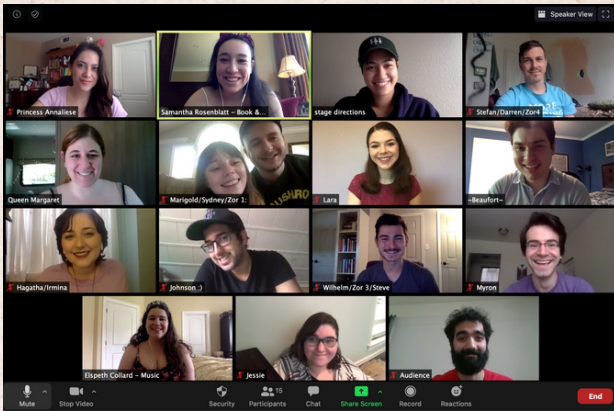 Speaker View
Princess Annaliese
Samantha Rosenblatt – Book &...
stage directions
Stefan/Darren/Zor4
Queen Margaret
Marigold/Sydney/Zor 1:
Lara
~Beaufort~
Hagatha/Irmina
Johnson :)
Wilhelm/Zor 3/Steve
Myron
Elspeth Collard – Music
Jessie
Audience
Mute
Stop Video
Security
Participants
15
Chat
Share Screen
Record
Reactions
End